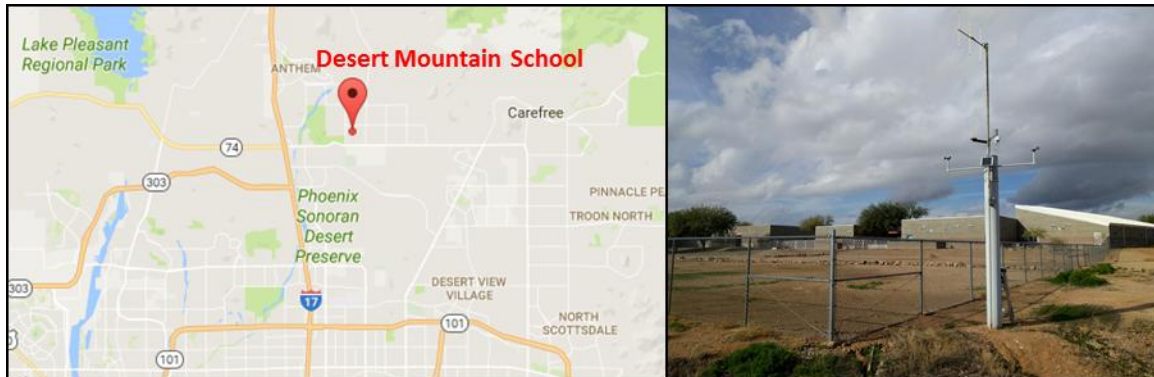 Lake Pleasant
Regional Park
ANTHEM
Desert Mountain School
Carefree
74
303
Phoenix
Sonoran
Desert
Preserve
PINNACLE PE
TROON NORTH
303
17
DESERT VIEW
VILLAGE
NORTH
SCOTTSDALE
101
101